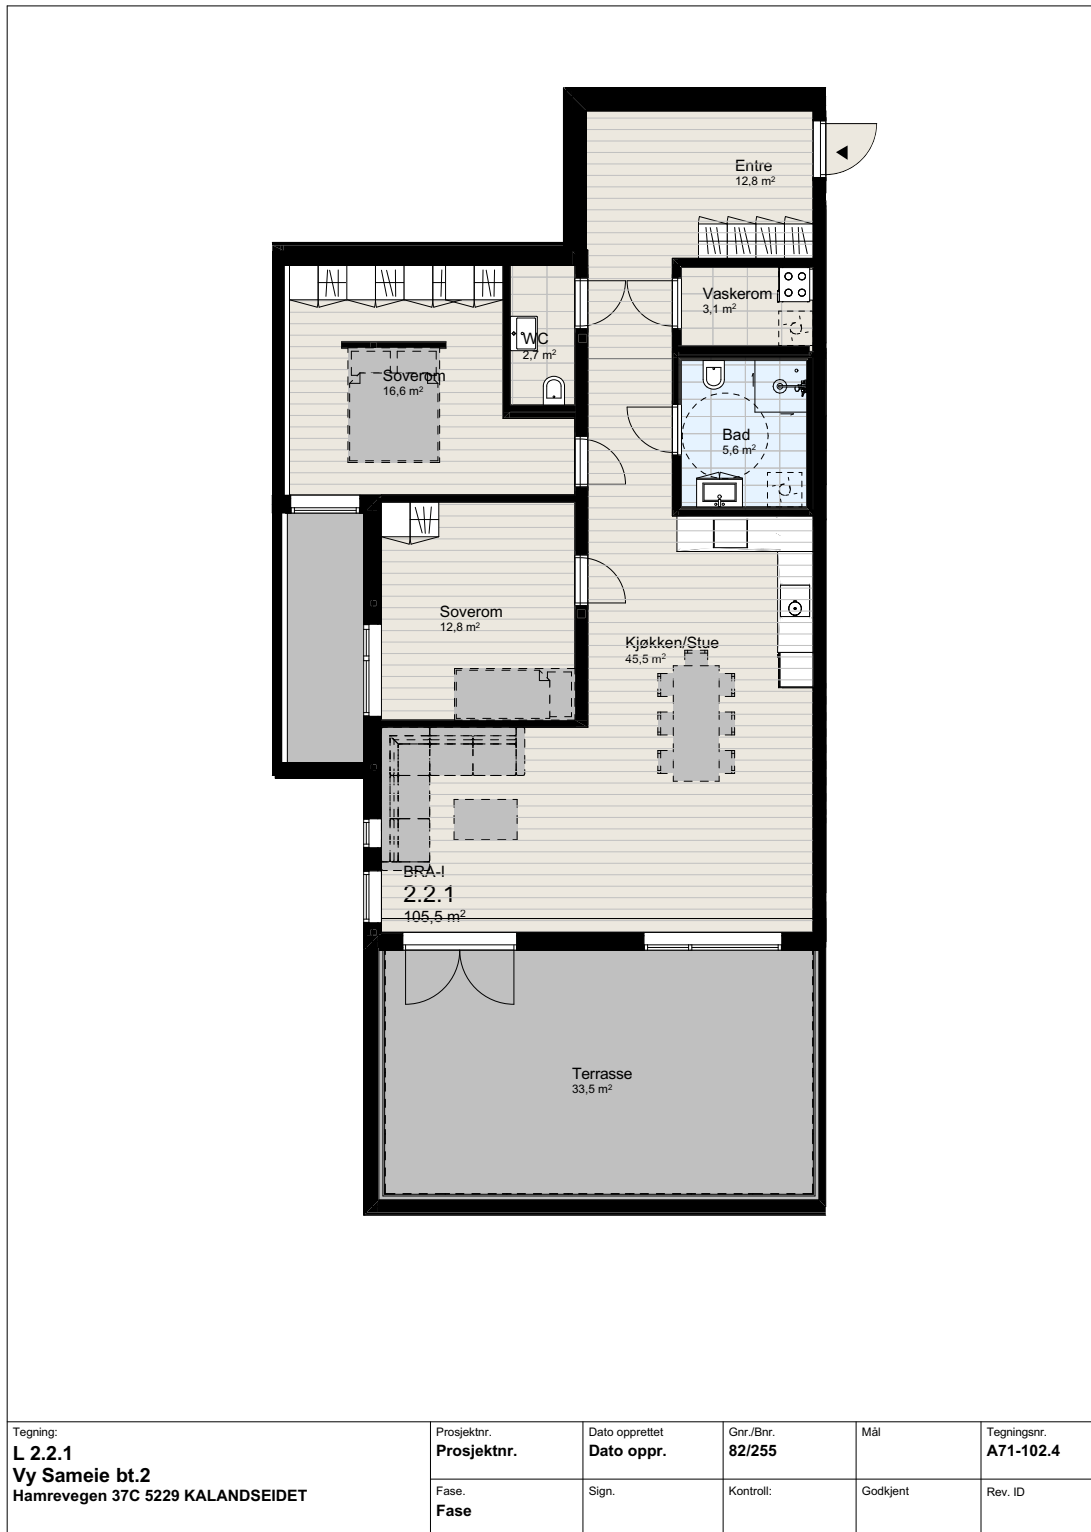 Entre
12,8 m²
Vaskerom
3,1 m²
WC
2,7 m²
Soverom
16,6 m²
Bad
5,6 m²
Soverom
12,8 m²
Kjøkken/Stue
45,5 m²
BRA-I
2.2.1
105,5 m²
Terrasse
33,5 m²
Tegning:
L 2.2.1
Vy Sameie bt.2
Hamrevegen 37C 5229 KALANDSEIDET
Prosjektnr.
Prosjektnr.
Dato opprettet
Dato oppr.
Gnr./Bnr.
82/255
Mål
Tegningsnr.
A71-102.4
Fase.
Fase
Sign.
Kontroll:
Godkjent
Rev. ID